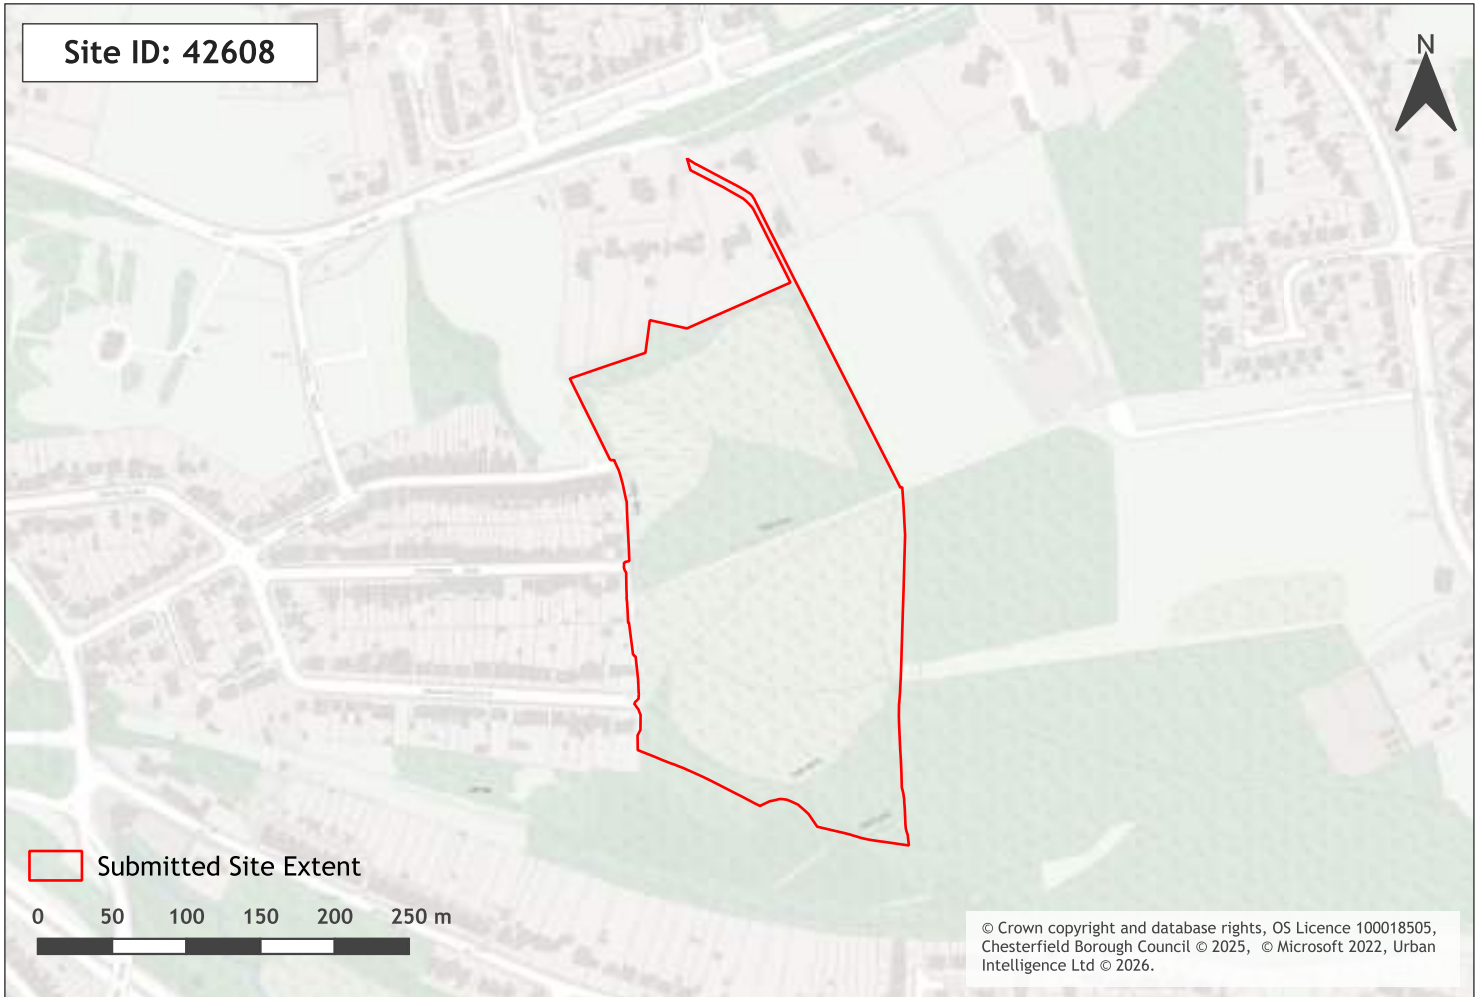 Site ID: 42608
N
Submitted Site Extent
0 50 100 150 200 250 m
© Crown copyright and database rights, OS Licence 100018505,
Chesterfield Borough Council © 2025, © Microsoft 2022, Urban
Intelligence Ltd © 2026.